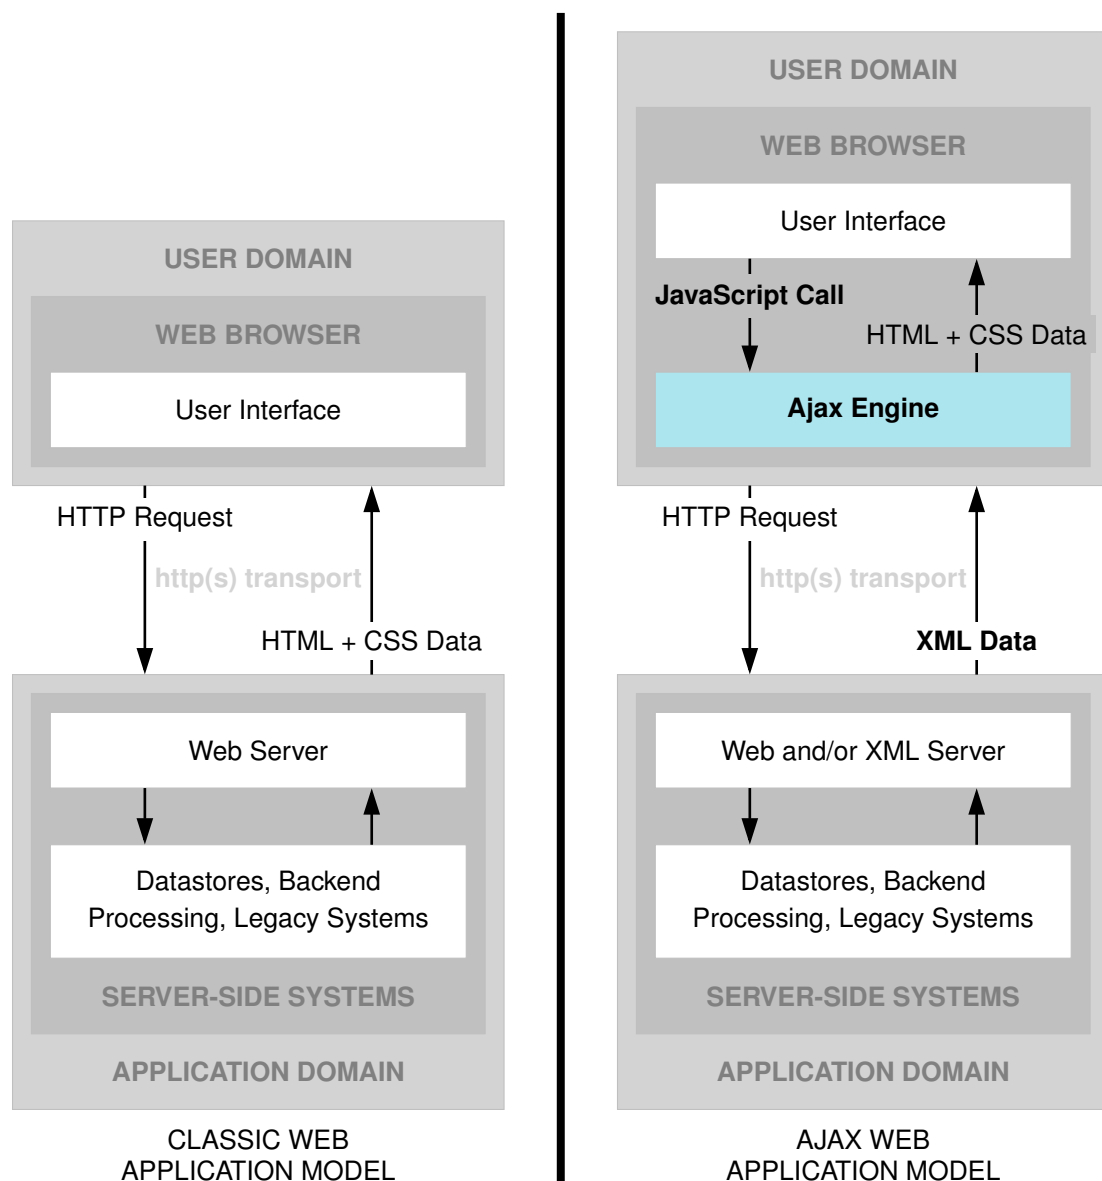 USER DOMAIN
WEB BROWSER
User Interface
HTTP Request
http(s) transport
HTML + CSS Data
Web Server
Datastores, Backend
Processing, Legacy Systems
SERVER-SIDE SYSTEMS
APPLICATION DOMAIN
CLASSIC WEB
APPLICATION MODEL
USER DOMAIN
WEB BROWSER
User Interface
JavaScript Call
HTML + CSS Data
Ajax Engine
HTTP Request
http(s) transport
XML Data
Web and/or XML Server
Datastores, Backend
Processing, Legacy Systems
SERVER-SIDE SYSTEMS
APPLICATION DOMAIN
AJAX WEB
APPLICATION MODEL